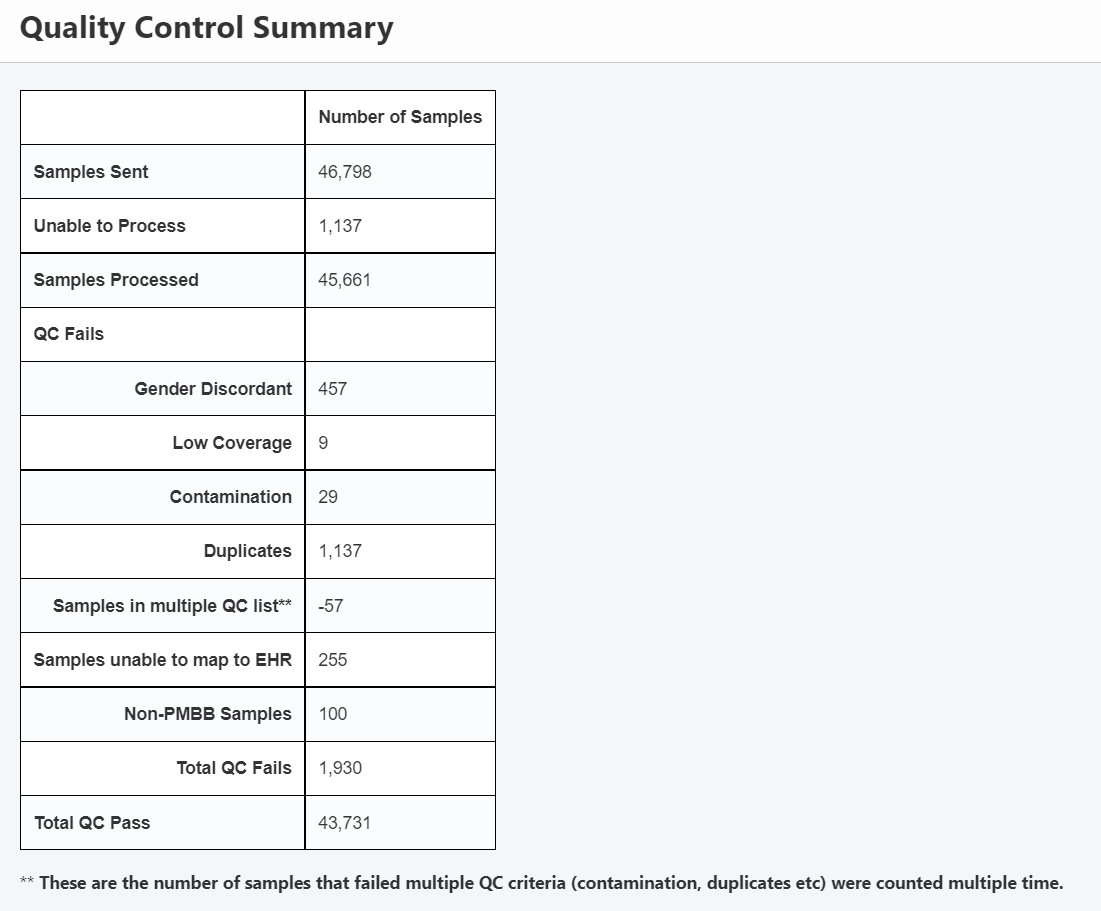 Quality Control Summary
Number of Samples
Samples Sent 46,798
Unable to Process 1,137
Samples Processed 45,661
QC Fails
Gender Discordant 457
Low Coverage 9
Contamination 29
Duplicates 1,137
Samples in multiple QC list** -57
Samples unable to map to EHR 255
Non-PMBB Samples 100
Total QC Fails 1,930
Total QC Pass 43,731
** These are the number of samples that failed multiple QC criteria (contamination, duplicates etc) were counted multiple time.